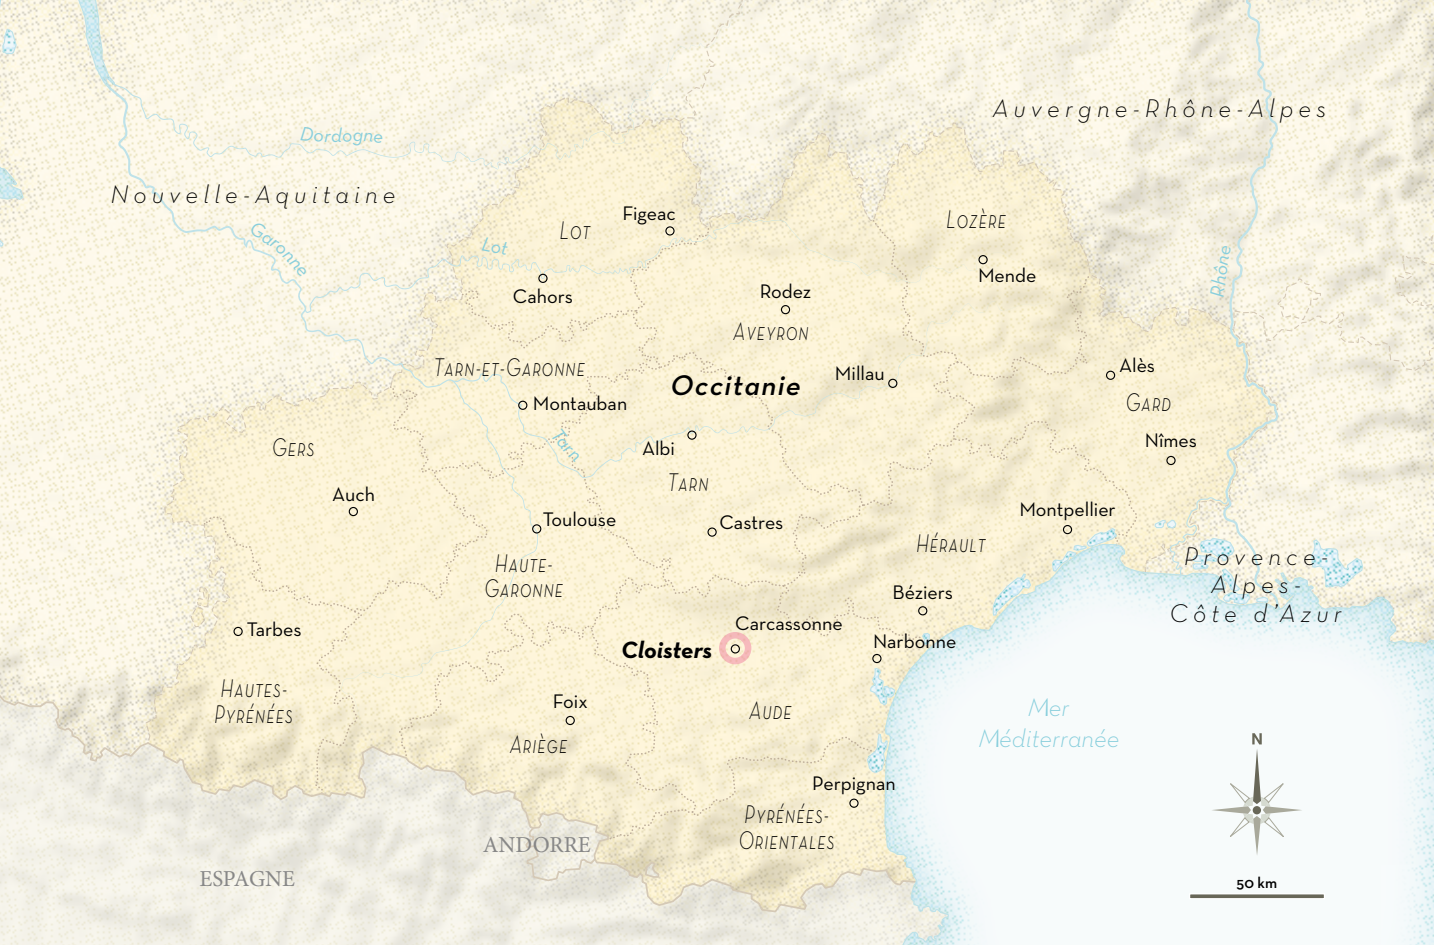 Auvergne-Rhône-Alpes
Dordogne
Nouvelle-Aquitaine
Figeac
Lozère
Lot
Garonne
Lot
Rhône
Mende
Cahors
Rodez
Aveyron
Tarn-et-Garonne
Alès
Millau
Occitanie
Montauban
Gard
Nîmes
Gers
Tarn
Albi
Tarn
Auch
Montpellier
Toulouse
Castres
Hérault
Provence-
Alpes-
Côte d'Azur
Haute-
Garonne
Béziers
Tarbes
Carcassonne
Cloisters
Narbonne
Hautes-
Pyrénées
Foix
Aude
Mer
Méditerranée
Ariège
N
Perpignan
Pyrénées-
Orientales
ANDORRE
ESPAGNE
50 km